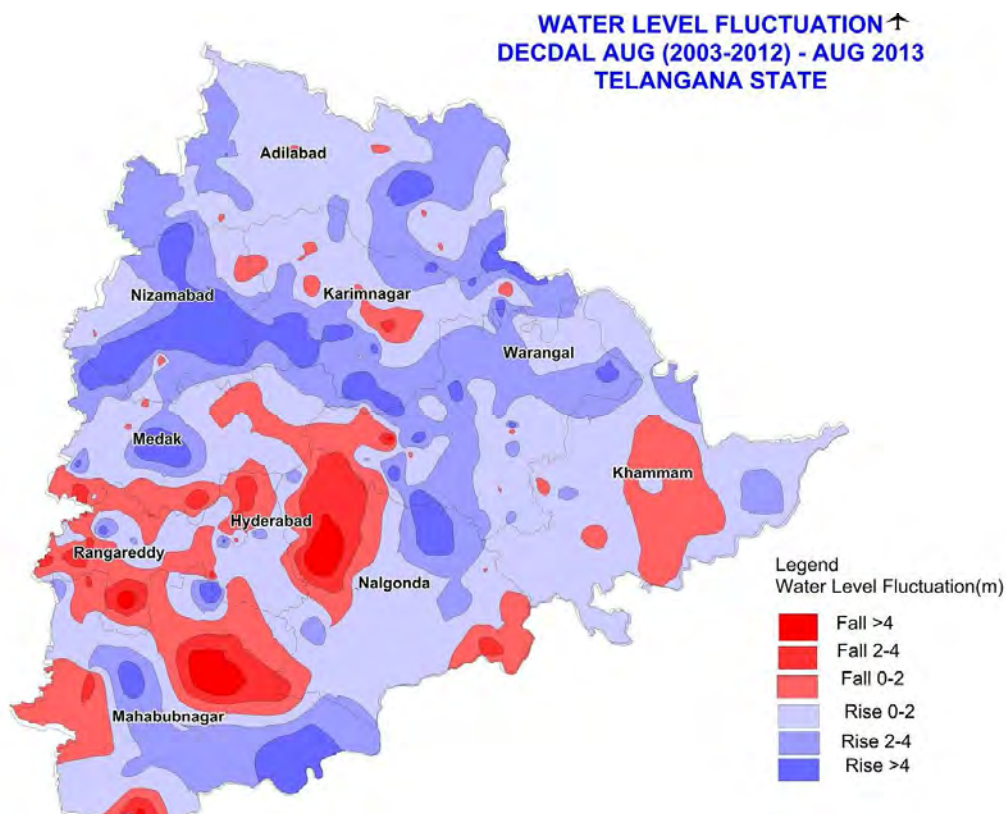 WATER LEVEL FLUCTUATION
DECDAL AUG (2003-2012) - AUG 2013
TELANGANA STATE
Adilabad
Nizamabad
Karimnagar
Warangal
Medak
Khammam
Hyderabad
Rangareddy
Nalgonda
Mahabubnagar
Legend
Water Level Fluctuation(m)
Fall >4
Fall 2-4
Fall 0-2
Rise 0-2
Rise 2-4
Rise >4